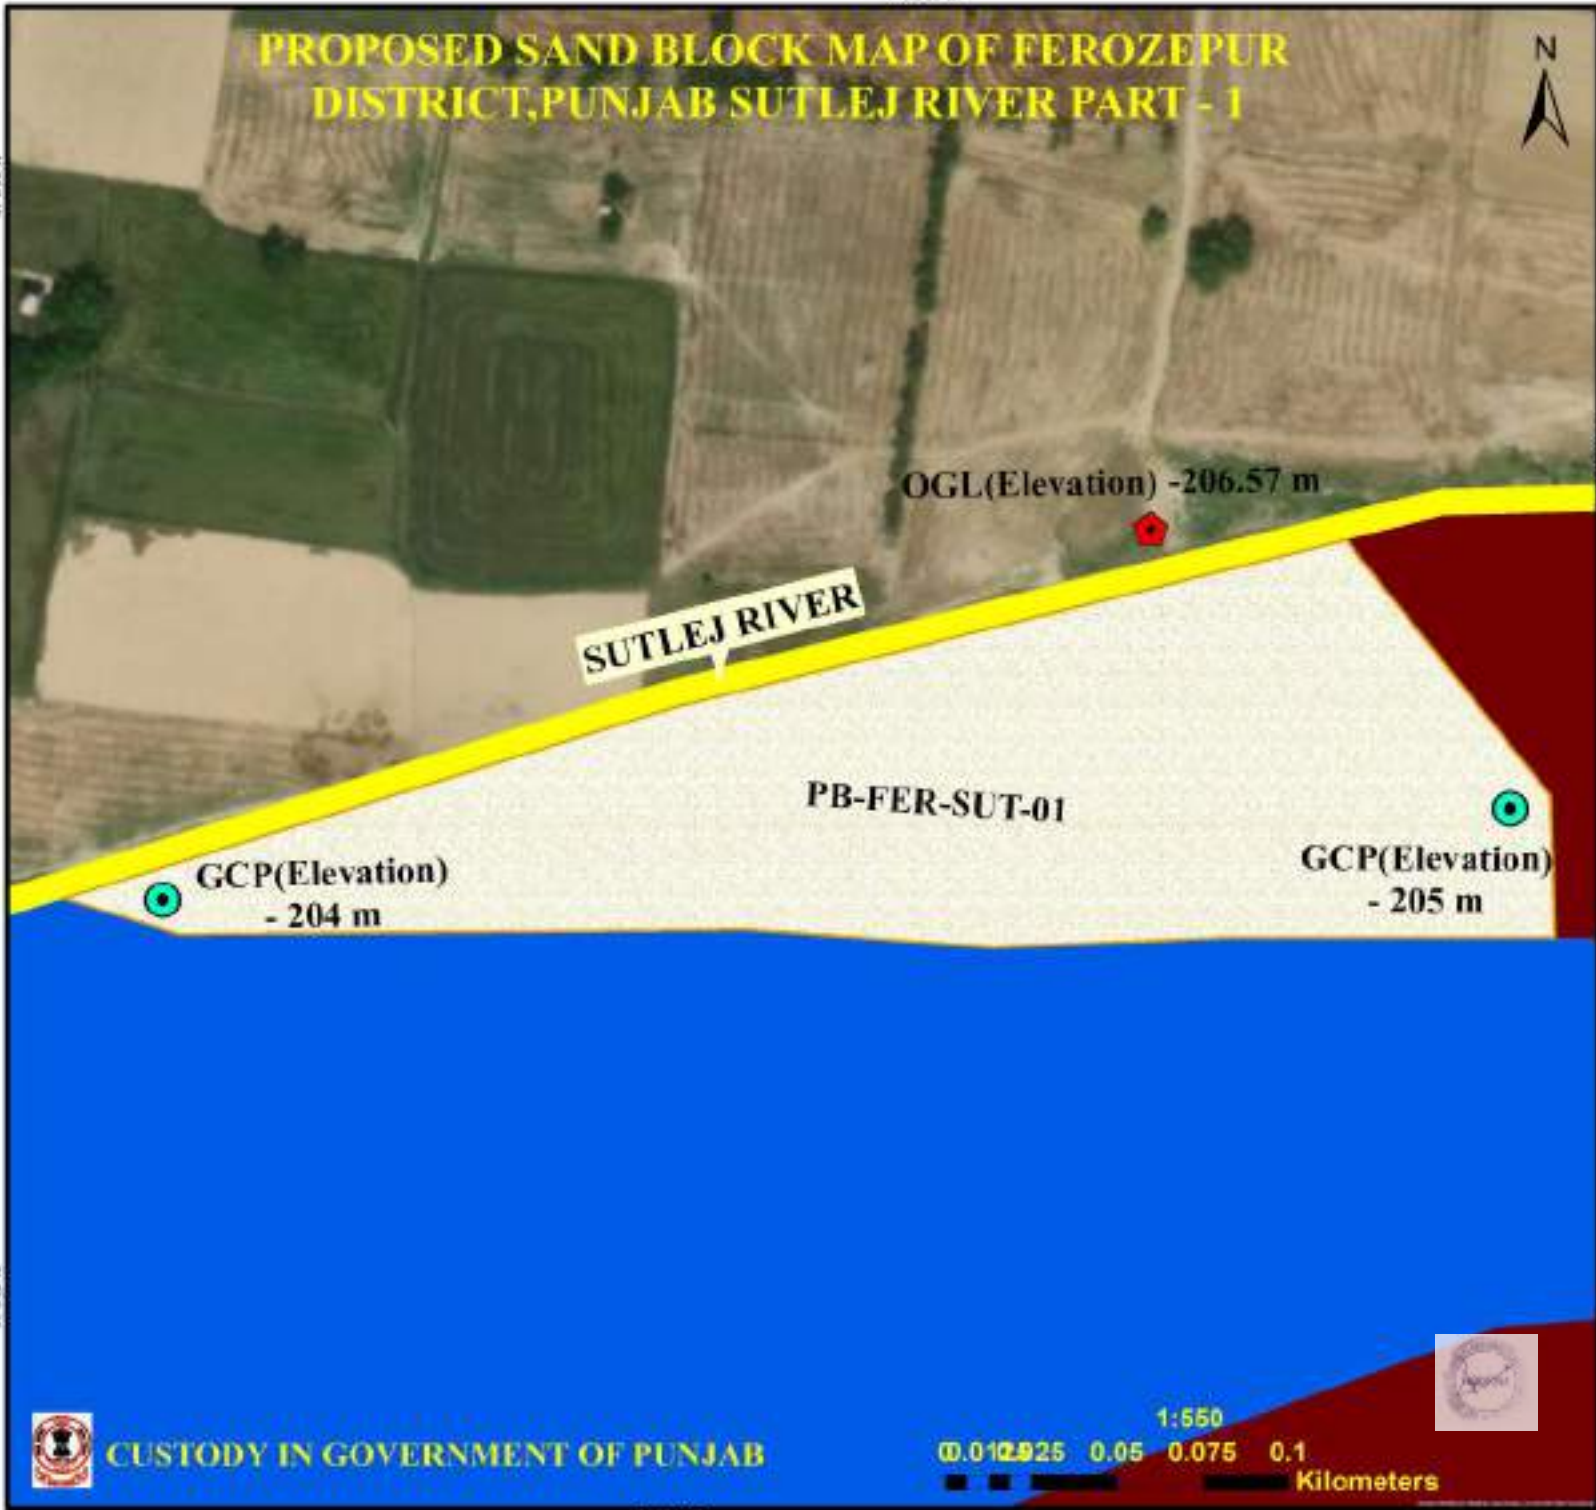 PROPOSED SAND BLOCK MAP OF FEROZEPUR
DISTRICT,PUNJAB SUTLEJ RIVER PART - 1
N
OGL(Elevation) -206.57 m
SUTLEJ RIVER
PB-FER-SUT-01
GCP(Elevation)
- 204 m
GCP(Elevation)
- 205 m
CUSTODY IN GOVERNMENT OF PUNJAB
1:550
0.05 0.075 0.1
Kilometers